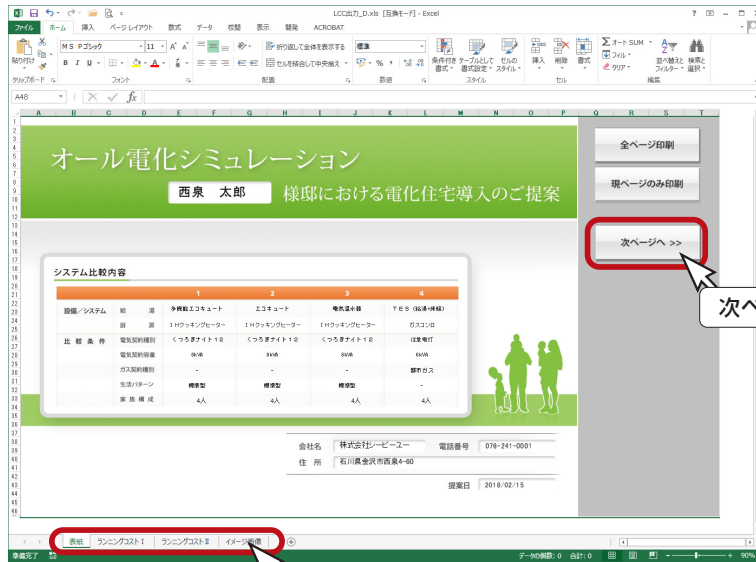 LCC出力_D.xls [互換モード] - Excel
ファイル ホーム 挿入 ページ レイアウト 数式 データ 校閲 表示 開発 ACROBAT
貼り付け
MS Pゴシック 11 A A
B I U
折り返して全体を表示する
セルを結合して中央揃え
標準
% ,
条件付き書式 テーブルとして書式設定 セルのスタイル
挿入 削除 書式
オート SUM
フィル
クリア
並べ替えとフィルター 検索と選択
クリップボード フォント 配置 数値 スタイル セル 編集
A48 fx
A B C D E F G H I J K L M N O P Q R S T
オール電化シミュレーション
西泉 太郎 様邸における電化住宅導入のご提案
全ページ印刷
現ページのみ印刷
次ページへ >>
次へ
システム比較内容
1 2 3 4
設備／システム 給 湯 多機能エコキュート エコキュート 電気温水器 TES（給湯・床暖）
厨 房 IHクッキングヒーター IHクッキングヒーター IHクッキングヒーター ガスコンロ
比較条件 電気契約種別 くつろぎナイト12 くつろぎナイト12 くつろぎナイト12 従量電灯
電気契約容量 8kVA 8kVA 8kVA 6kVA
ガス契約種別 - - - 都市ガス
生活パターン 標準型 標準型 標準型 -
家族構成 4人 4人 4人 4人
会社名 株式会社シーピーユー 電話番号 076-241-0001
住 所 石川県金沢市西泉4-60
提案日 2018/02/15
表紙 ランニングコストⅠ ランニングコストⅡ イメージ画像
準備完了 データの個数: 0 合計: 0 90%